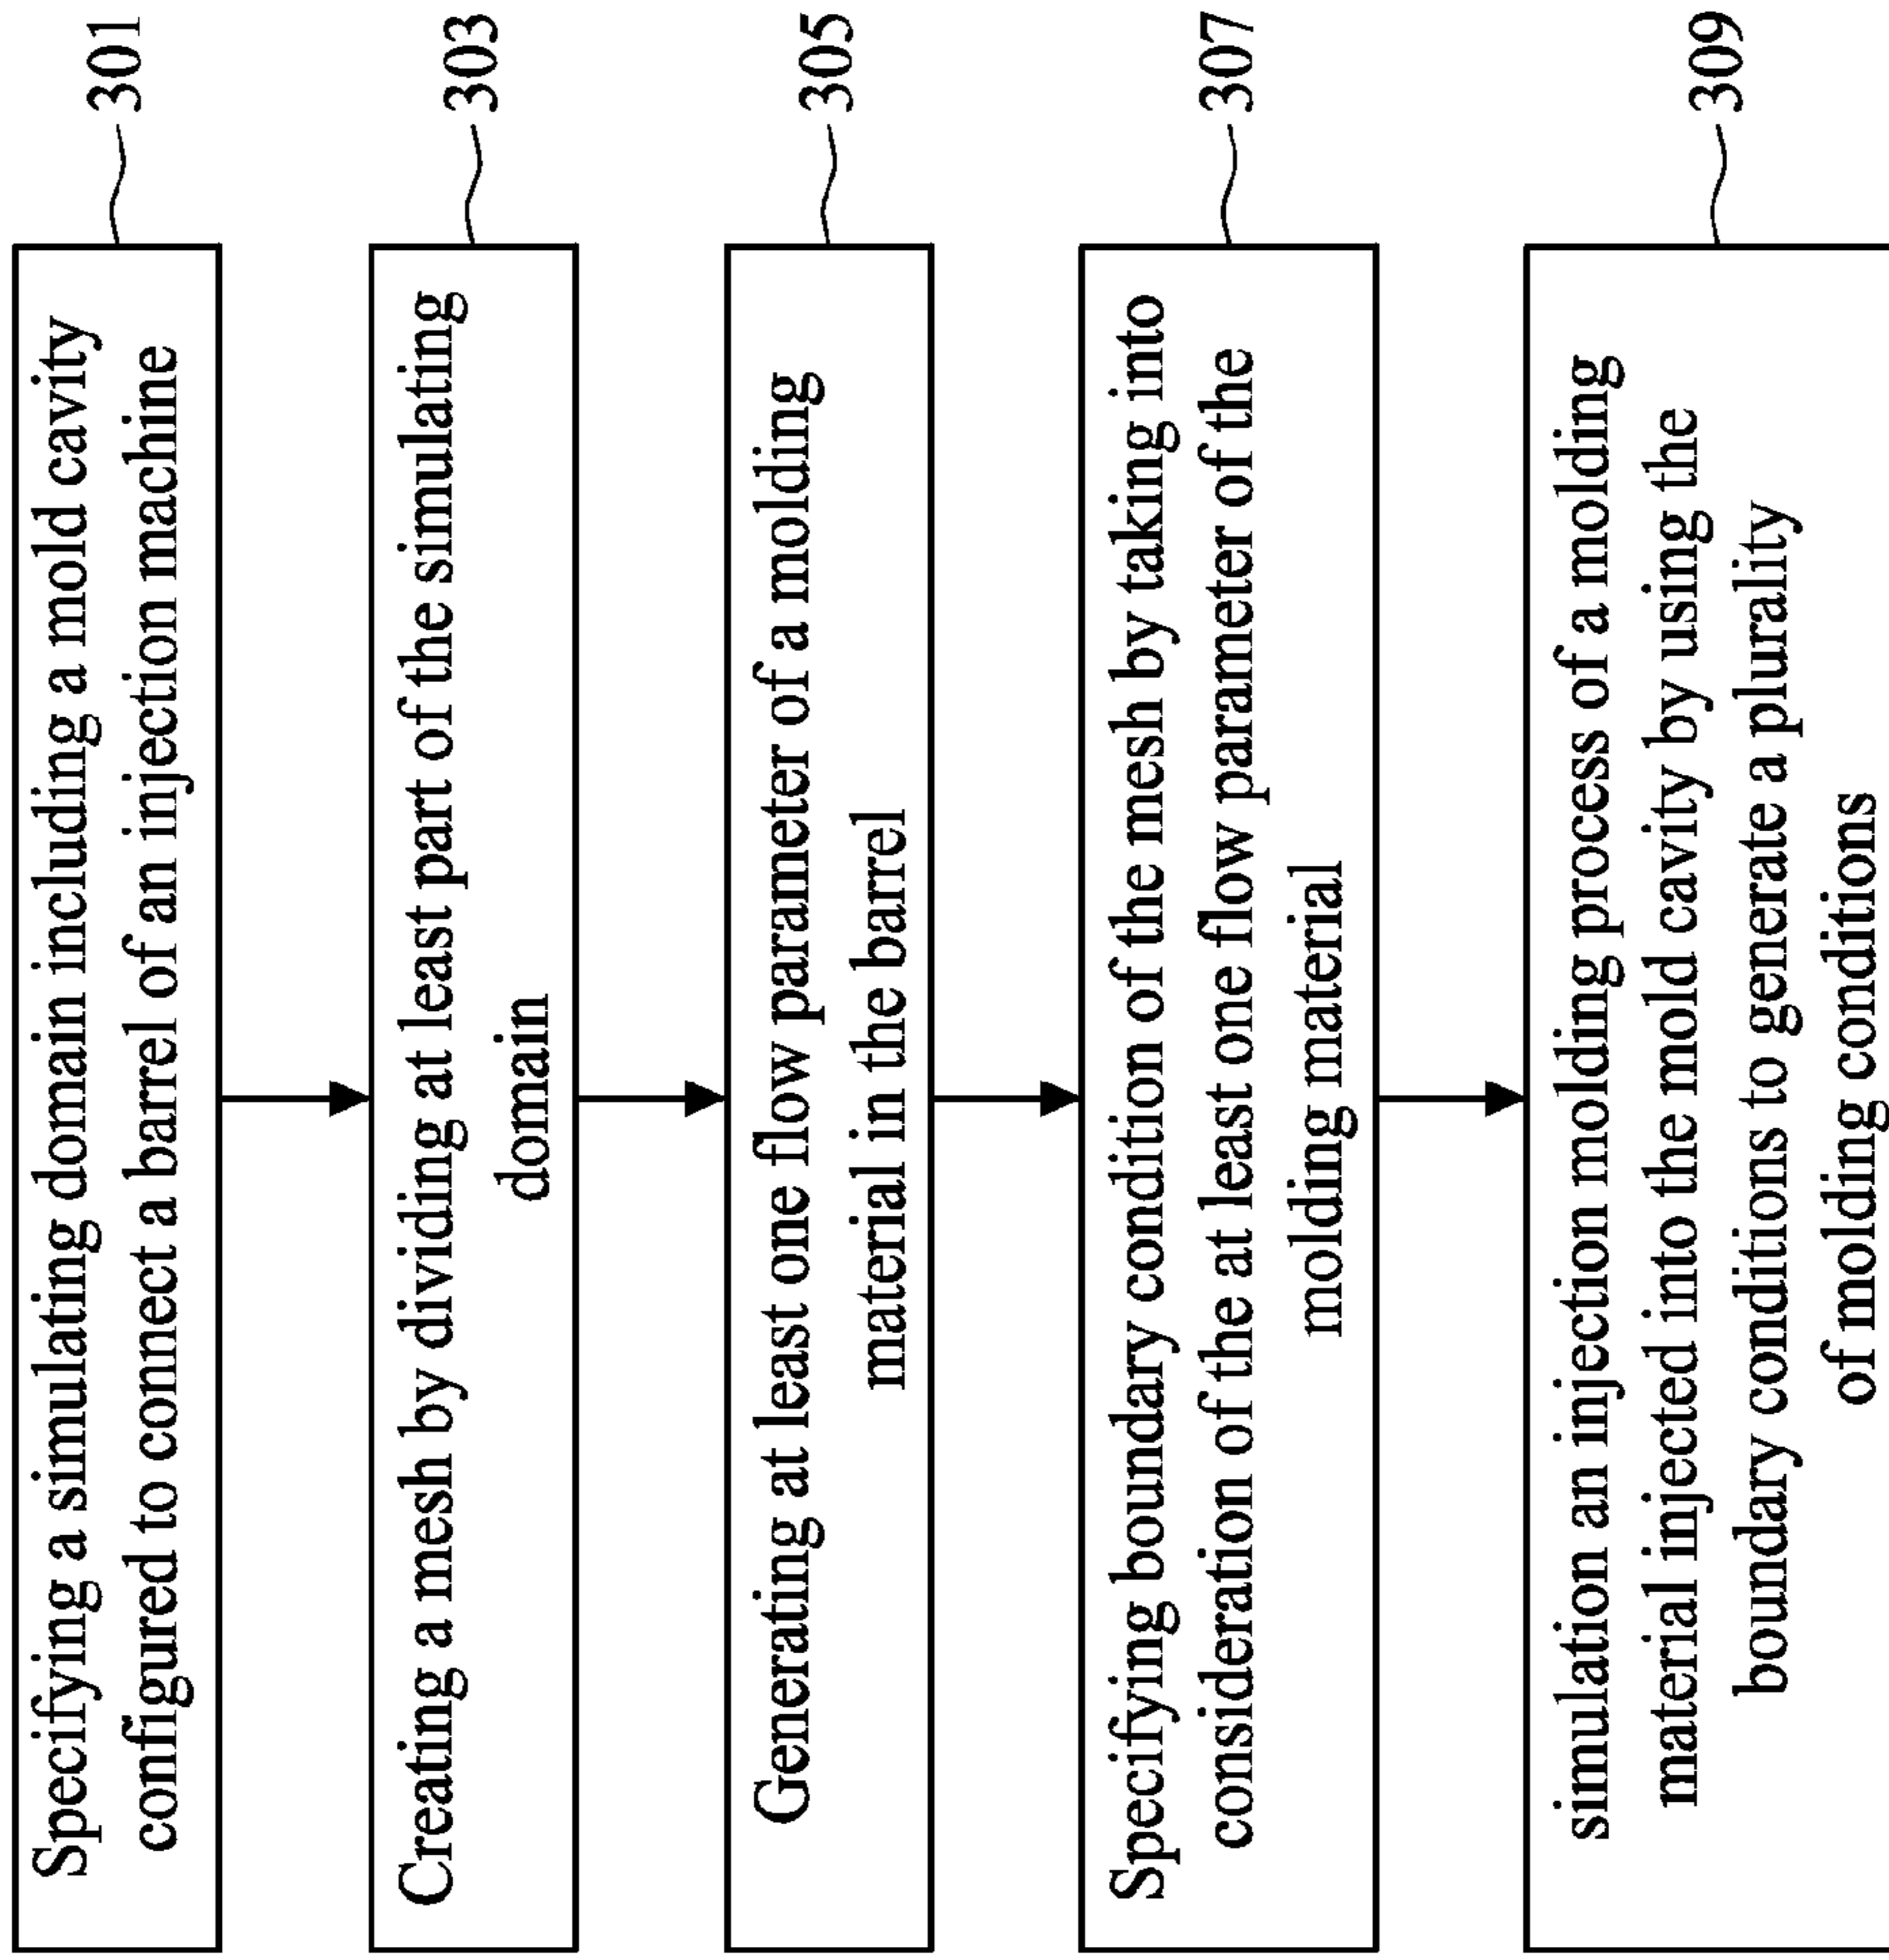 Specifying a simulating domain including a mold cavity
configured to connect a barrel of an injection machine
301
Creating a mesh by dividing at least part of the simulating
domain
303
Generating at least one flow parameter of a molding
material in the barrel
305
Specifying boundary condition of the mesh by taking into
consideration of the at least one flow parameter of the
molding material
307
simulation an injection molding process of a molding
material injected into the mold cavity by using the
boundary conditions to generate a plurality
of molding conditions
309